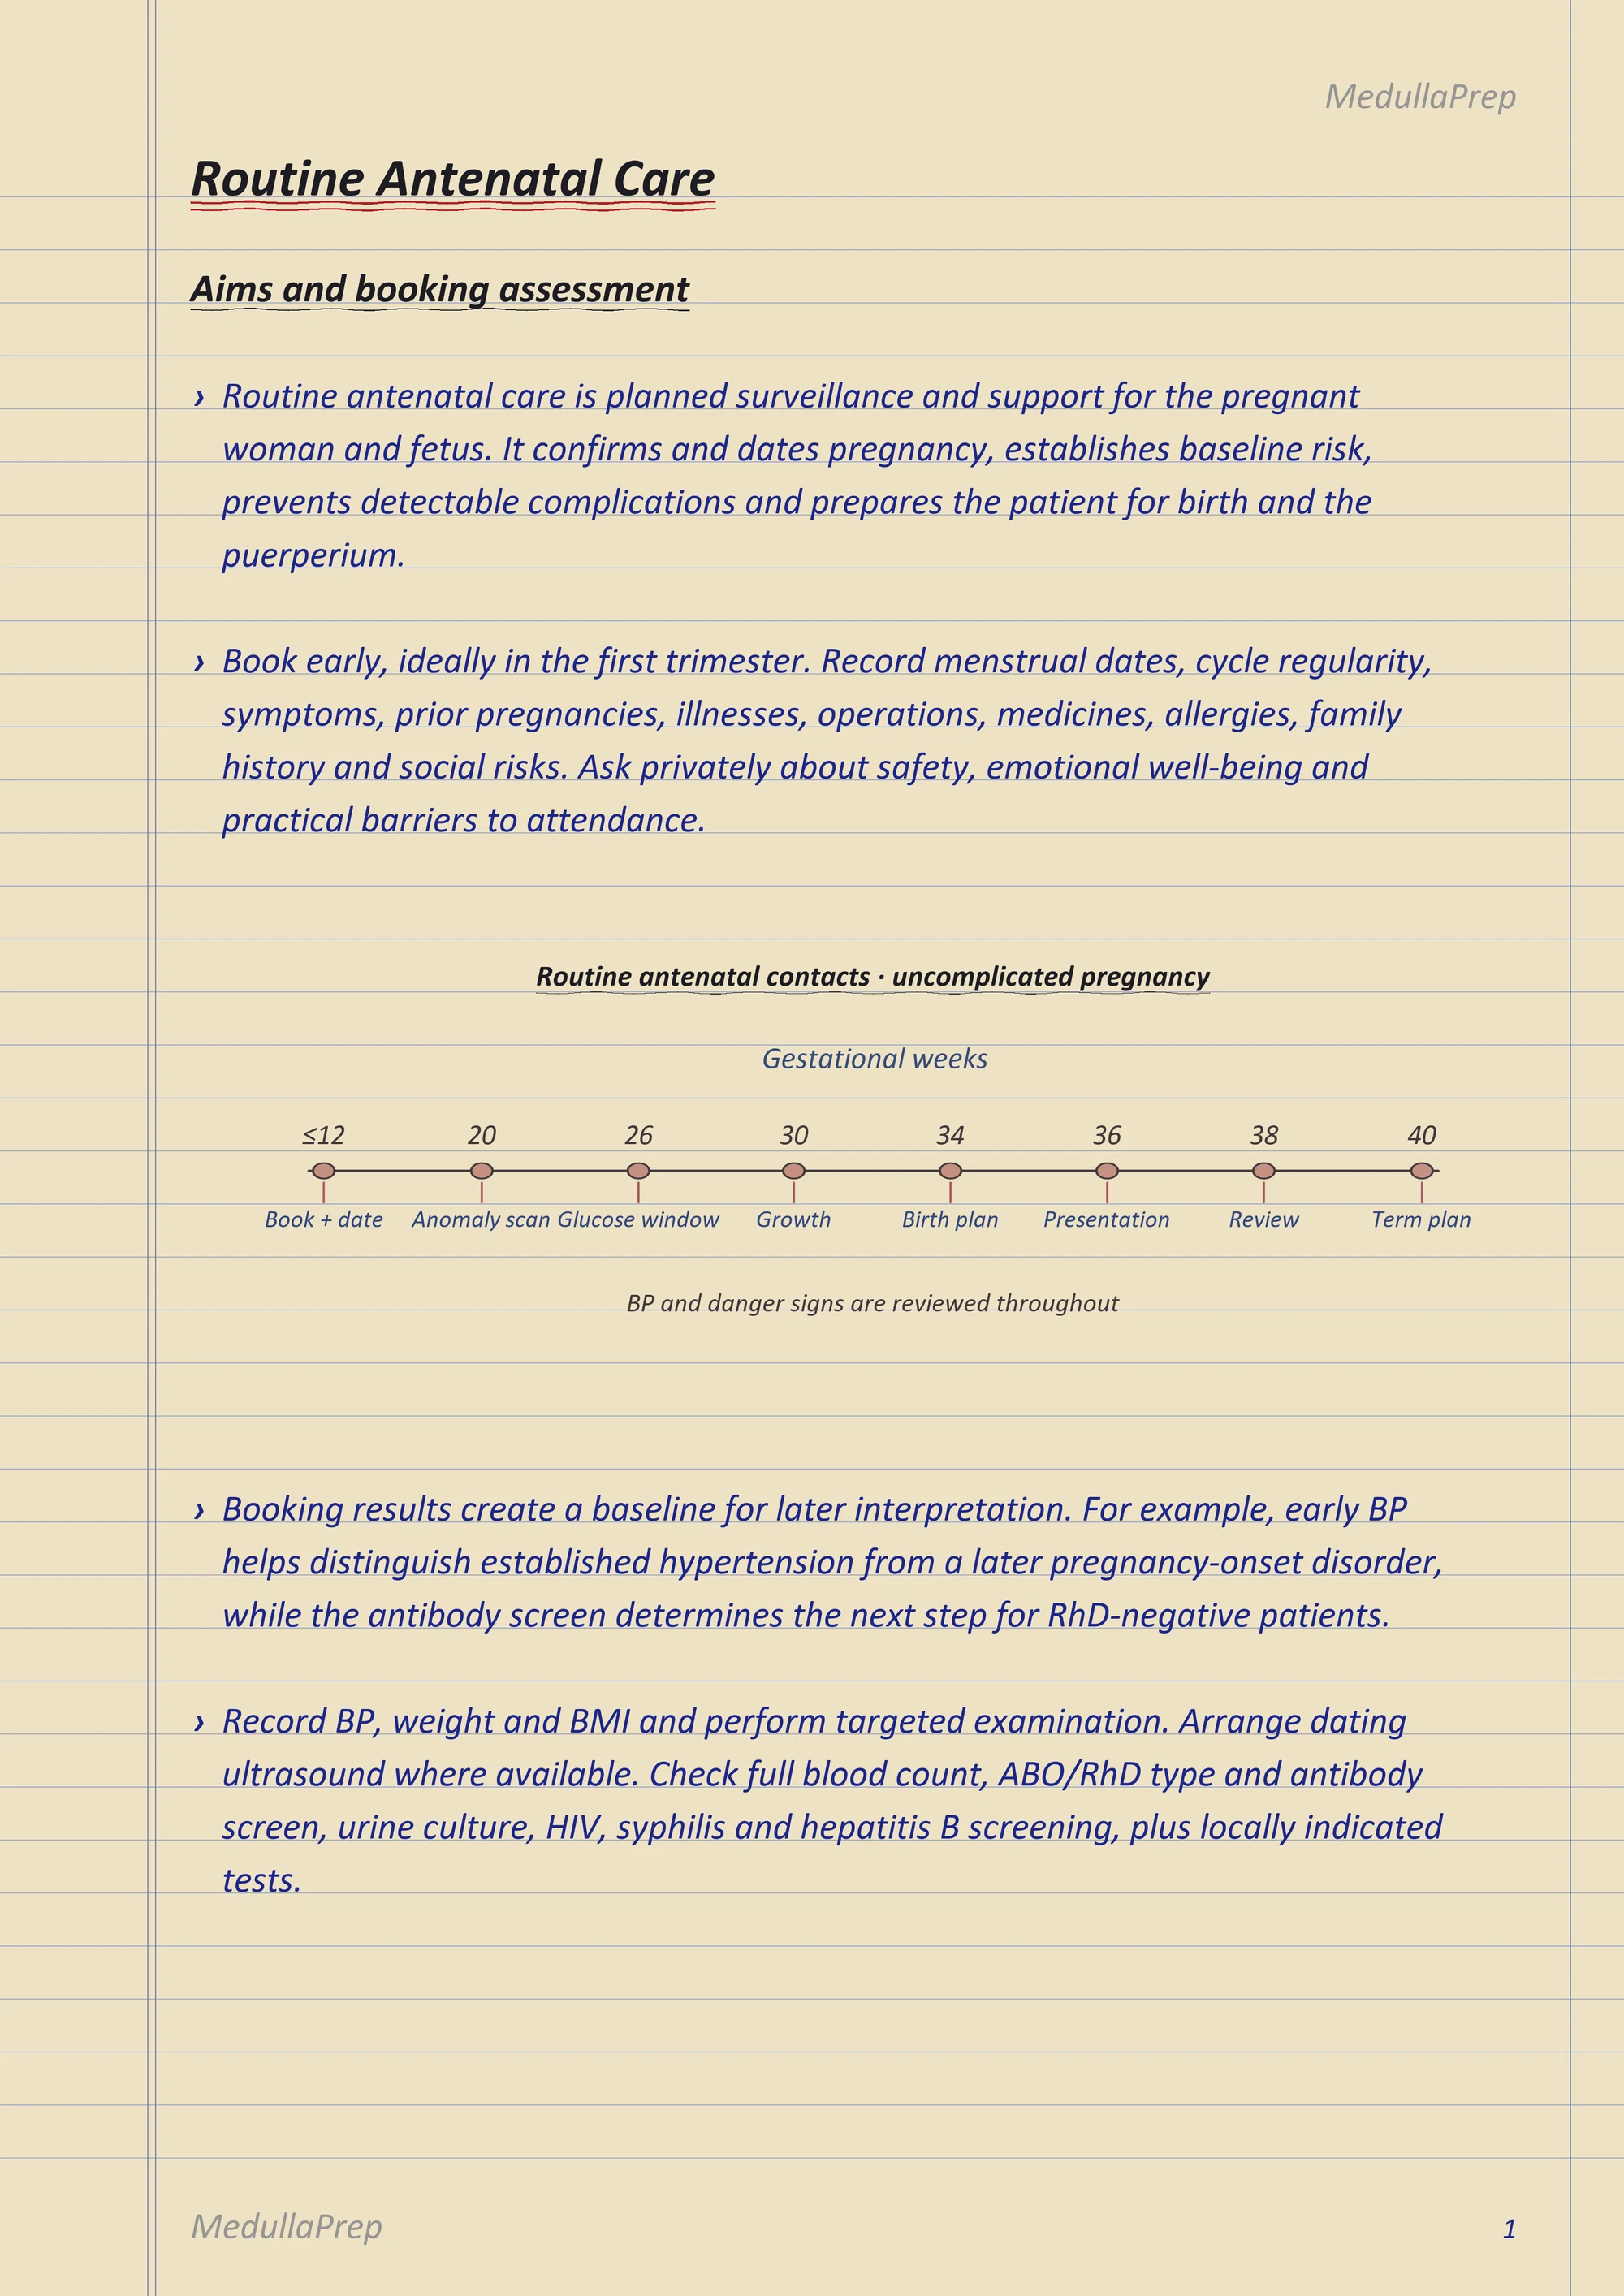 MedullaPrep
Routine Antenatal Care
Aims and booking assessment
› Routine antenatal care is planned surveillance and support for the pregnant
woman and fetus. It confirms and dates pregnancy, establishes baseline risk,
prevents detectable complications and prepares the patient for birth and the
puerperium.
› Book early, ideally in the first trimester. Record menstrual dates, cycle regularity,
symptoms, prior pregnancies, illnesses, operations, medicines, allergies, family
history and social risks. Ask privately about safety, emotional well-being and
practical barriers to attendance.
Routine antenatal contacts · uncomplicated pregnancy
Gestational weeks
≤12 20 26 30 34 36 38 40
Book + date Anomaly scan Glucose window Growth Birth plan Presentation Review Term plan
BP and danger signs are reviewed throughout
› Booking results create a baseline for later interpretation. For example, early BP
helps distinguish established hypertension from a later pregnancy-onset disorder,
while the antibody screen determines the next step for RhD-negative patients.
› Record BP, weight and BMI and perform targeted examination. Arrange dating
ultrasound where available. Check full blood count, ABO/RhD type and antibody
screen, urine culture, HIV, syphilis and hepatitis B screening, plus locally indicated
tests.
MedullaPrep
1